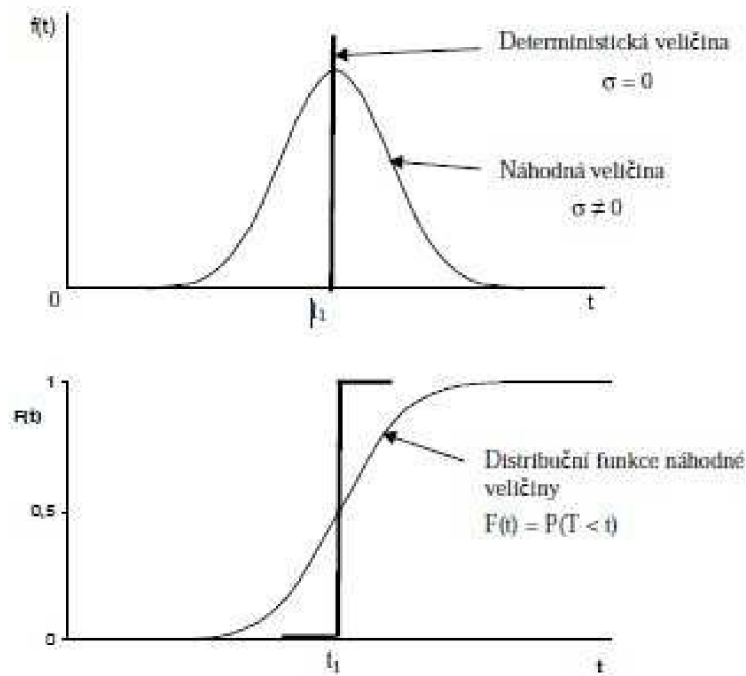 f(t)
Deterministická veličina
σ = 0
Náhodná veličina
σ ≠ 0
0
t₁
t
1
F(t)
Distribuční funkce náhodné
veličiny
F(t) = P(T < t)
0,5
0
t₁
t